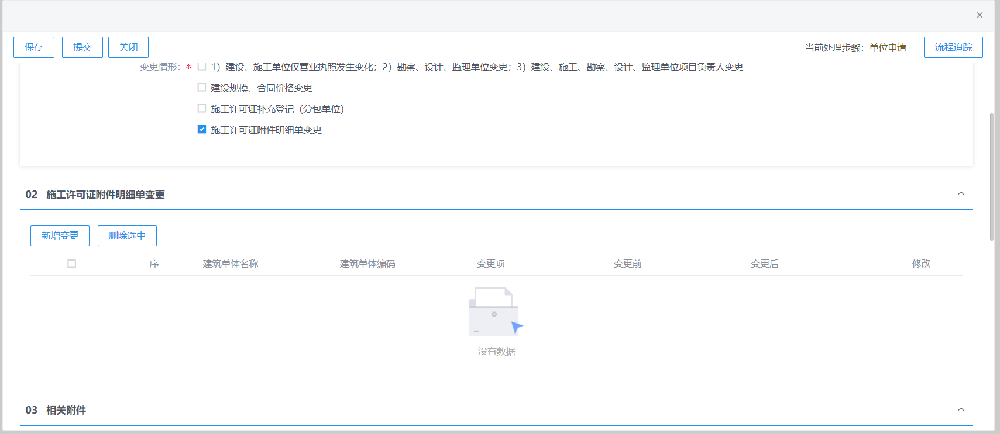 保存 提交 关闭 当前处理步骤：单位申请 流程追踪
变更情形： * 1）建设、施工单位仅营业执照发生变化；2）勘察、设计、监理单位变更；3）建设、施工、勘察、设计、监理单位项目负责人变更
建设规模、合同价格变更
施工许可证补充登记（分包单位）
施工许可证附件明细单变更
02 施工许可证附件明细单变更
新增变更 删除选中
序 建筑单体名称 建筑单体编码 变更项 变更前 变更后 修改
没有数据
03 相关附件